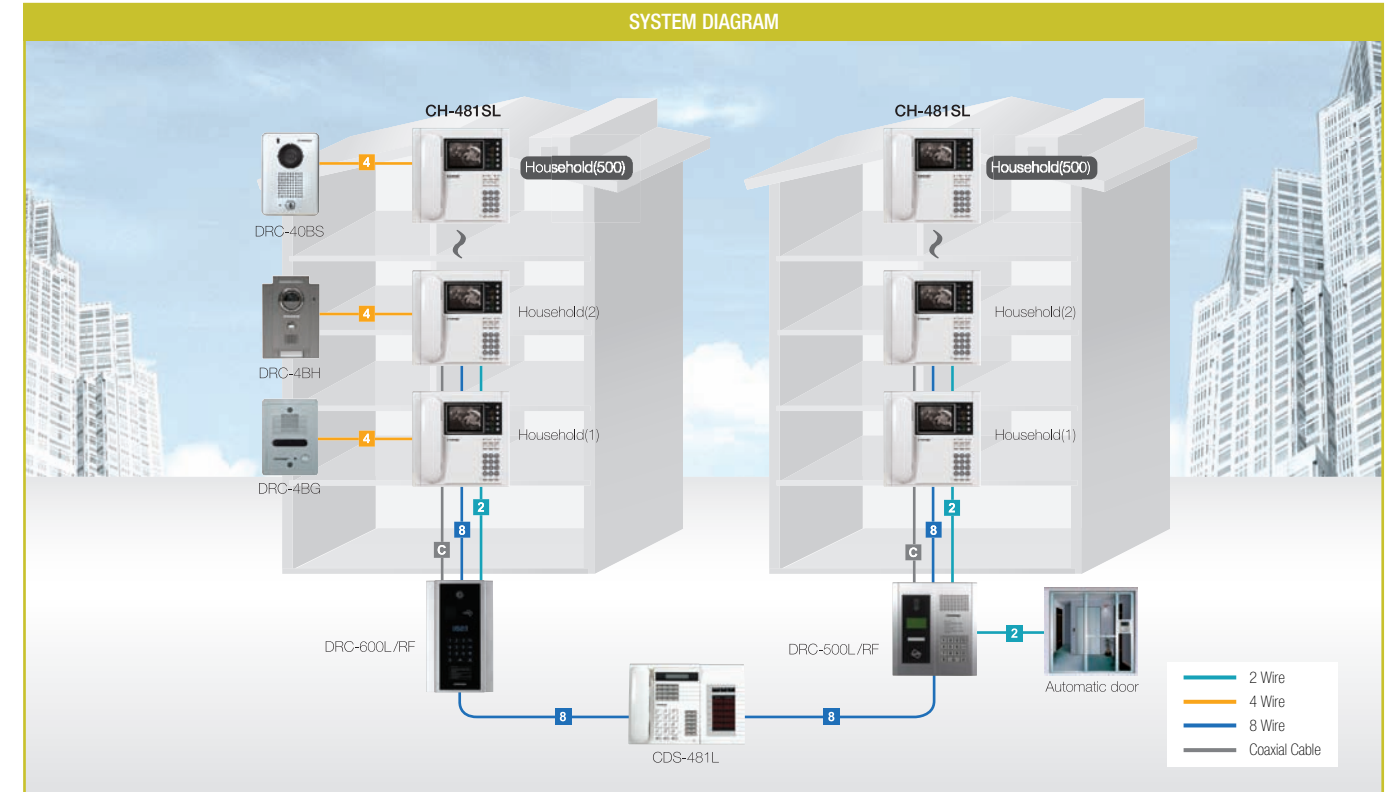 SYSTEM DIAGRAM
CH-481SL
CH-481SL
4
Household(500)
Household(500)
DRC-40BS
4
Household(2)
Household(2)
DRC-4BH
4
Household(1)
Household(1)
DRC-4BG
2
8
C
2
8
C
DRC-600L/RF
DRC-500L/RF
2
Automatic door
8
8
CDS-481L
2 Wire
4 Wire
8 Wire
Coaxial Cable